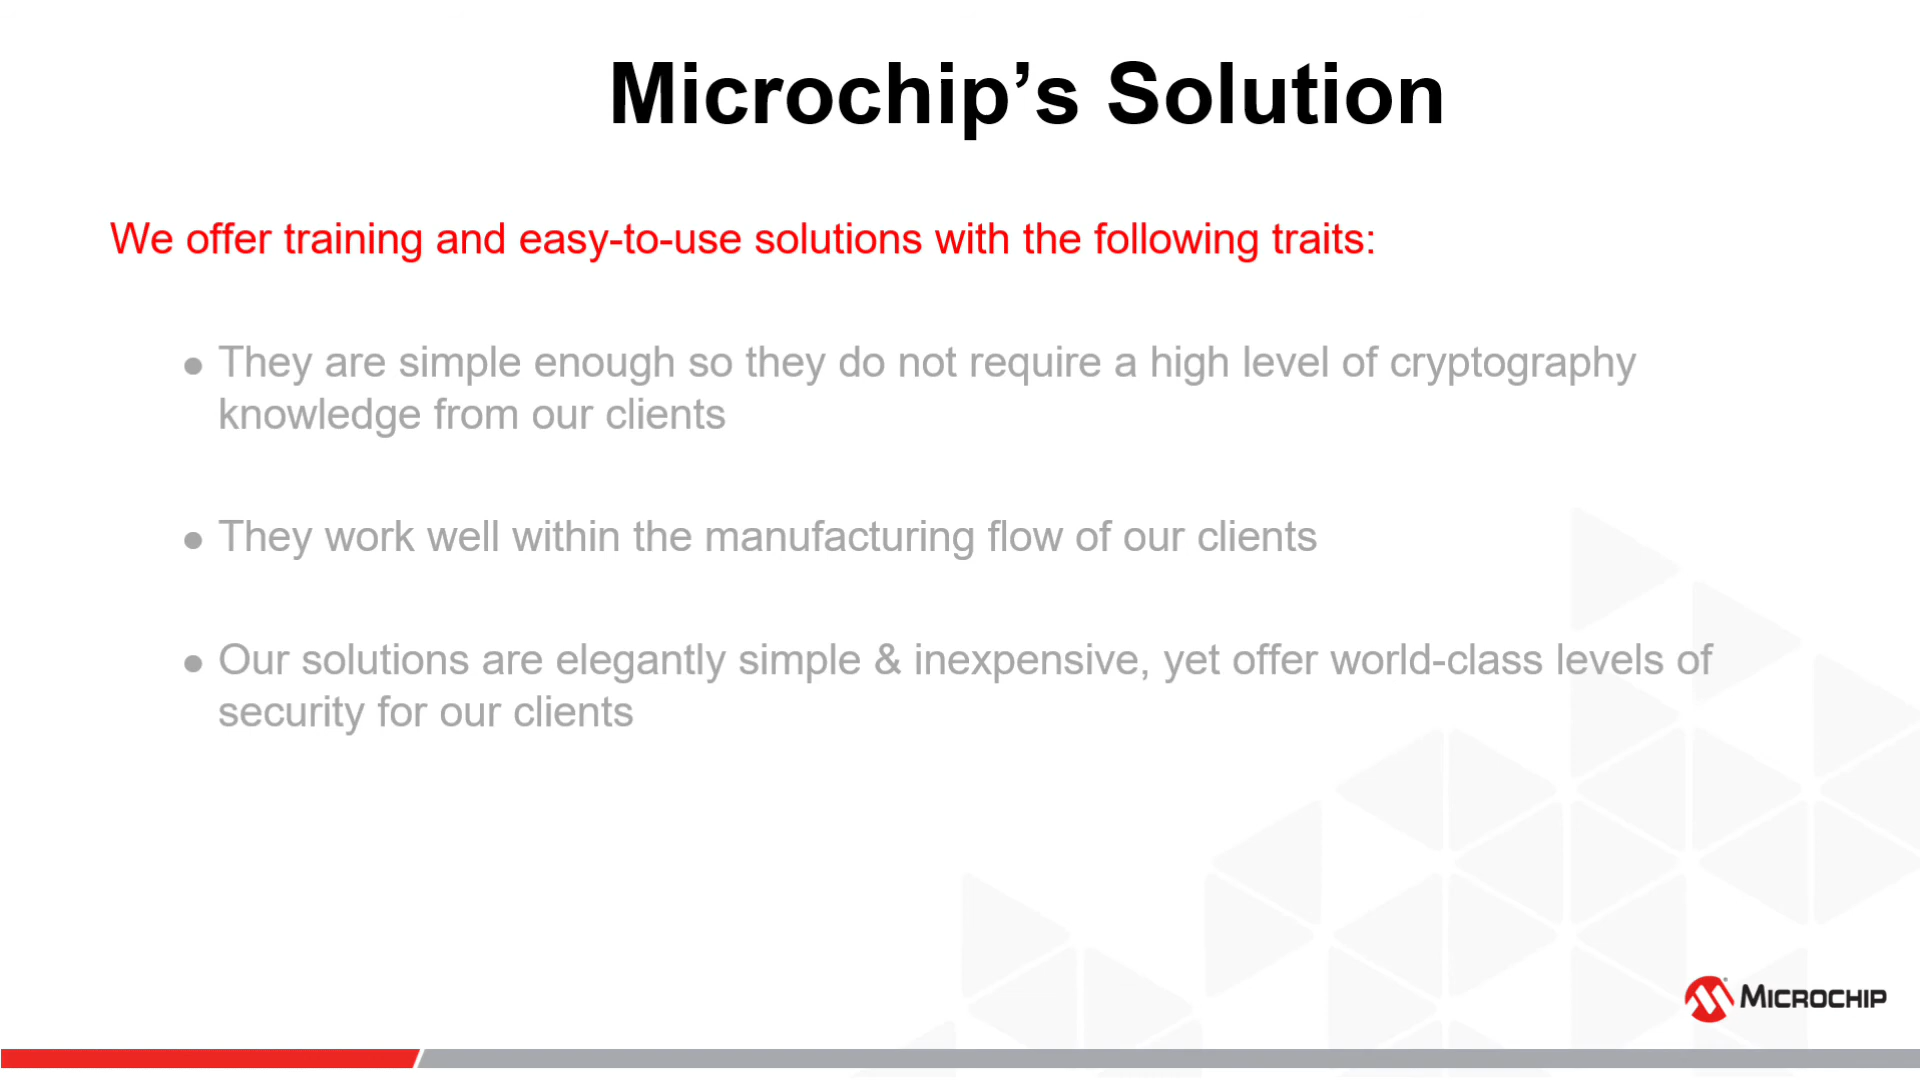 Microchip’s Solution
We offer training and easy-to-use solutions with the following traits:
● They are simple enough so they do not require a high level of cryptography
knowledge from our clients
● They work well within the manufacturing flow of our clients
● Our solutions are elegantly simple & inexpensive, yet offer world-class levels of
security for our clients
MICROCHIP